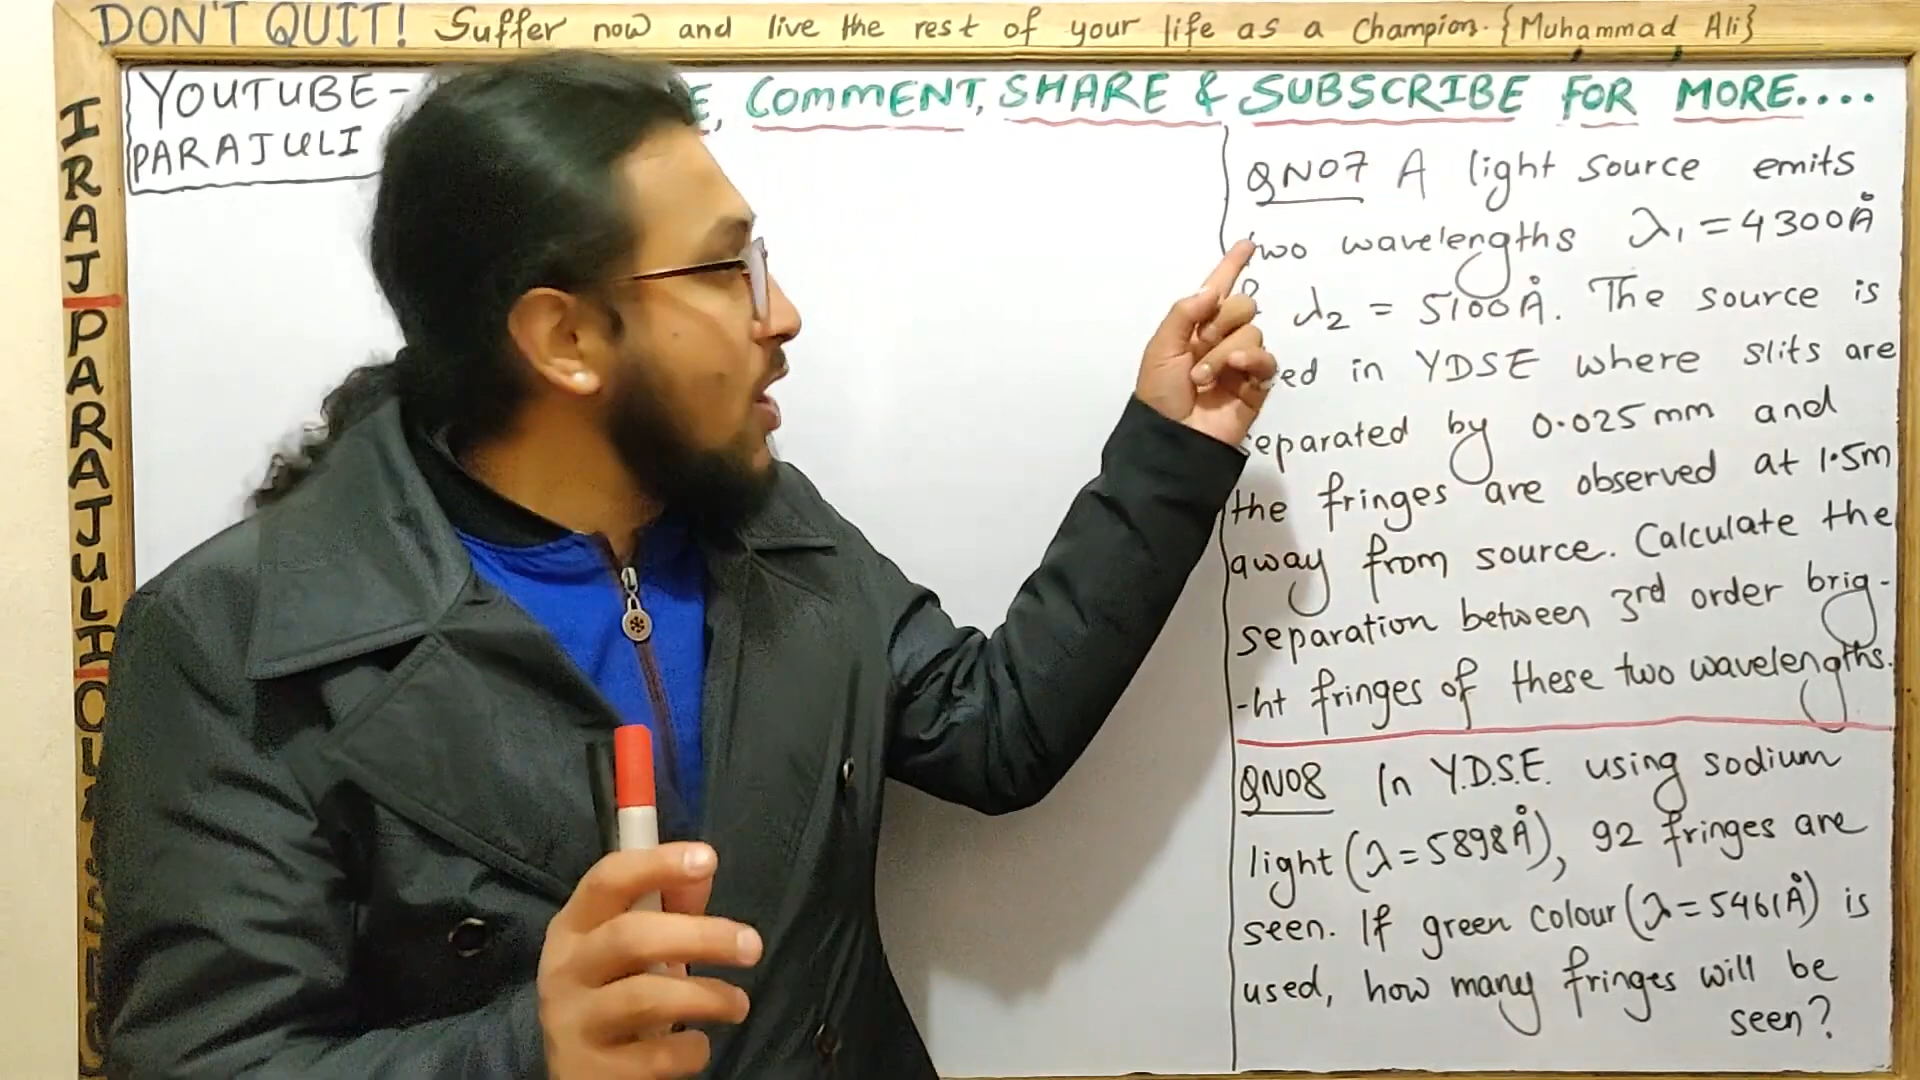 DON'T QUIT! Suffer now and live the rest of your life as a Champion. {Muhammad Ali}
YOUTUBE-
PARAJULI
COMMENT, SHARE & SUBSCRIBE FOR MORE....
IRAJ PARAJULI
QNO7 A light source emits
two wavelengths λ₁ = 4300Å
λ₂ = 5100Å. The source is
in YDSE where slits are
separated by 0.025mm and
the fringes are observed at 1.5m
away from source. Calculate the
separation between 3rd order brig-
-ht fringes of these two wavelengths.
QNO8 In Y.D.S.E. using sodium
light (λ=5898Å), 92 fringes are
seen. If green colour (λ=5461Å) is
used, how many fringes will be
seen?